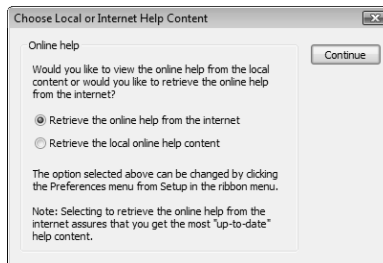 Choose Local or Internet Help Content
Online help
Continue
Would you like to view the online help from the local
content or would you like to retrieve the online help
from the internet?
Retrieve the online help from the internet
Retrieve the local online help content
The option selected above can be changed by clicking
the Preferences menu from Setup in the ribbon menu.
Note: Selecting to retrieve the online help from the
internet assures that you get the most "up-to-date"
help content.